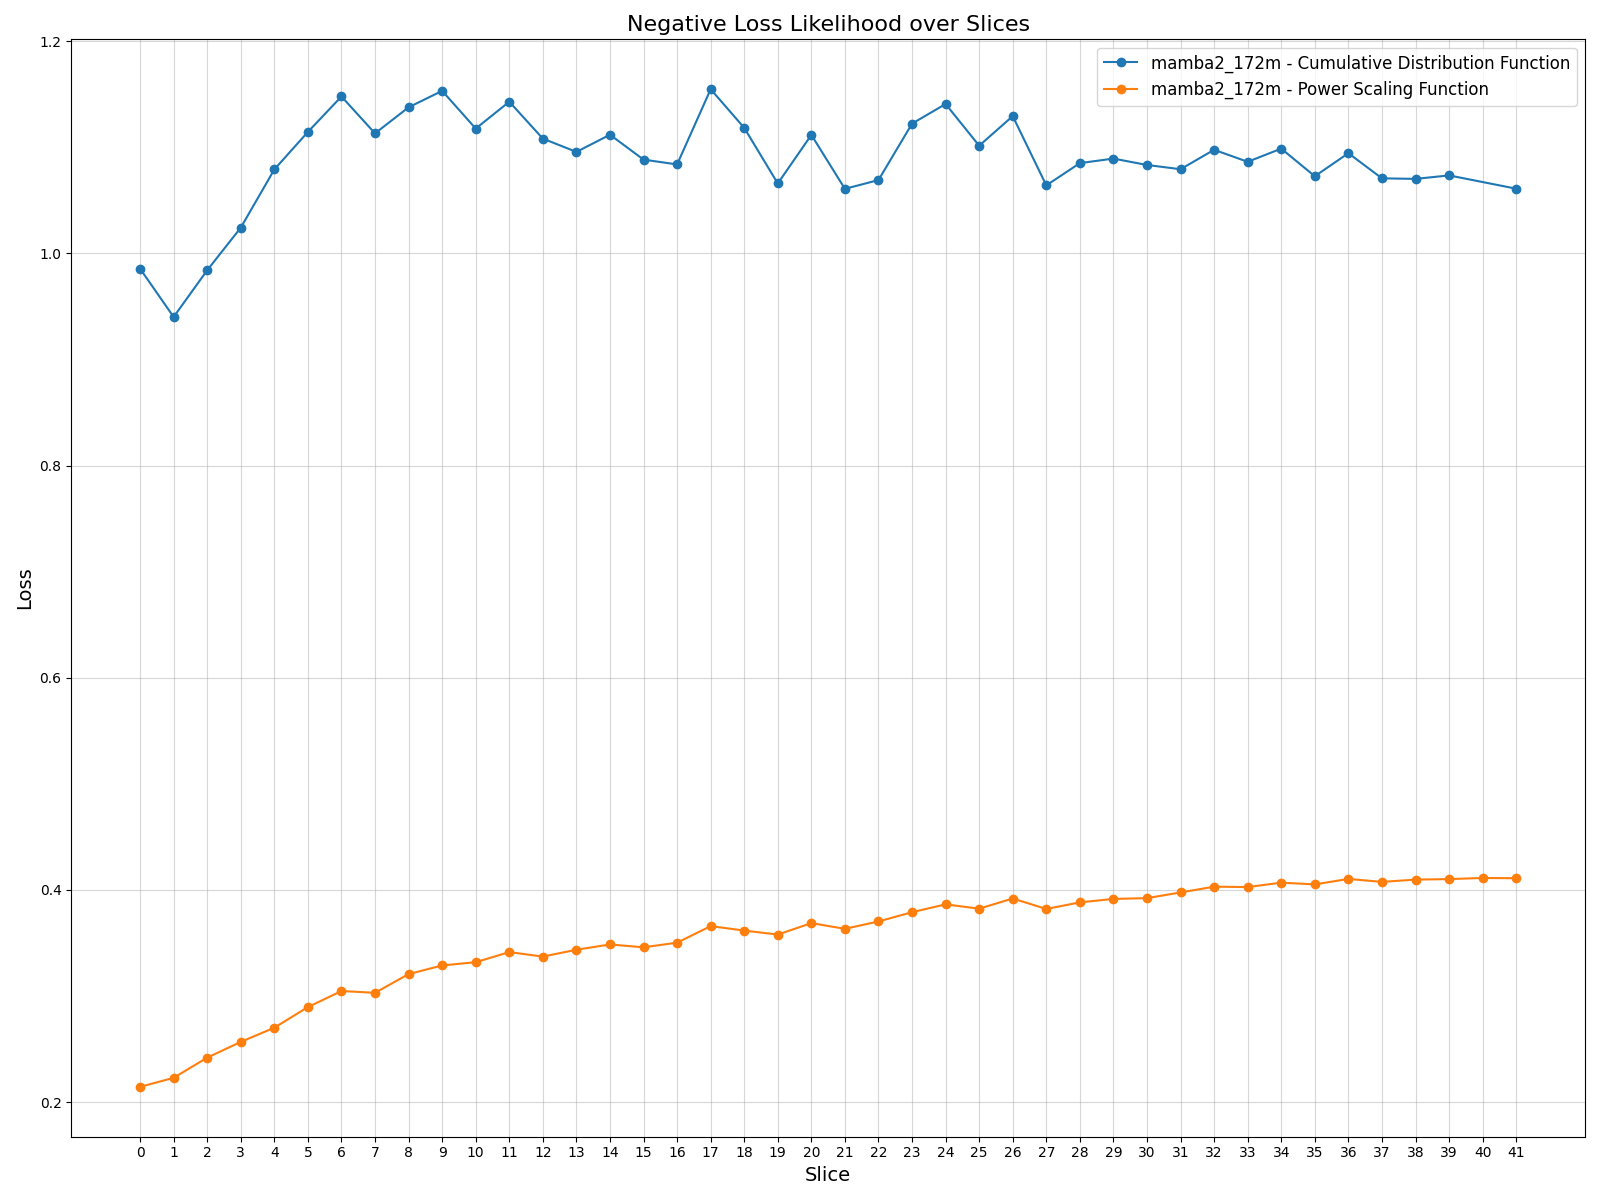 Negative Loss Likelihood over Slices
mamba2_172m - Cumulative Distribution Function
mamba2_172m - Power Scaling Function
Loss
1.2
1.0
0.8
0.6
0.4
0.2
0 1 2 3 4 5 6 7 8 9 10 11 12 13 14 15 16 17 18 19 20 21 22 23 24 25 26 27 28 29 30 31 32 33 34 35 36 37 38 39 40 41
Slice